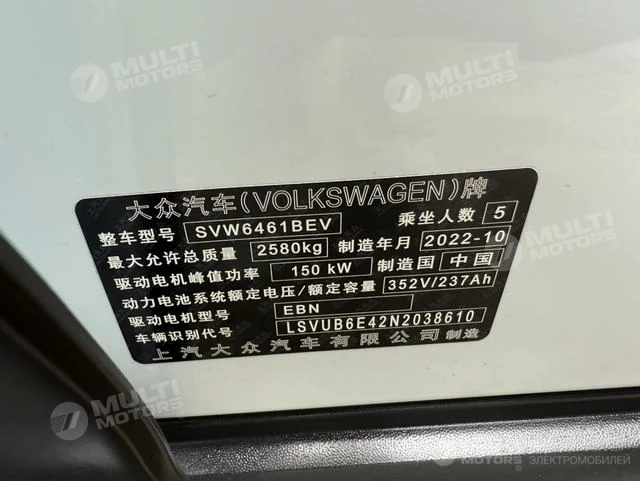 MULTI MOTORS
MULTI MOTORS
大众汽车(VOLKSWAGEN)牌
整车型号 SVW6461BEV 乘坐人数 5
最大允许总质量 2580kg 制造年月 2022-10
驱动电机峰值功率 150 kW 制造国 中国
动力电池系统额定电压/额定容量 352V/237Ah
驱动电机型号 EBN
车辆识别代号 LSVUB6E42N2038610
上汽大众汽车有限公司 制造
MULTI MOTORS
MULTI MOTORS
ЭЛЕКТРОМОБИЛЕЙ